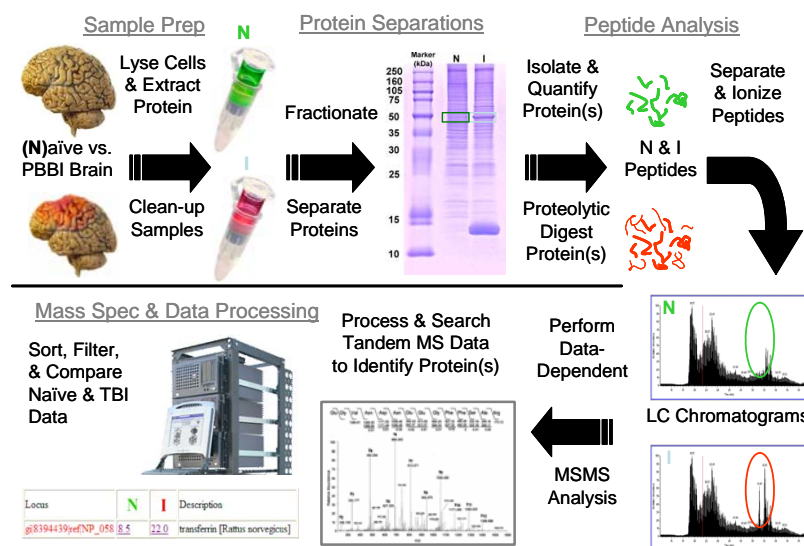 Sample Prep
Protein Separations
Peptide Analysis
N
Lyse Cells
& Extract
Protein
(N)aïve vs.
PBBI Brain
Clean-up
Samples
I
Fractionate
Separate
Proteins
Marker
(kDa)
N
I
250
160
105
75
50
35
30
25
15
10
Isolate &
Quantify
Protein(s)
Proteolytic
Digest
Protein(s)
N & I
Peptides
Separate
& Ionize
Peptides
N
LC Chromatograms
I
Perform
Data-
Dependent
MSMS
Analysis
Process & Search
Tandem MS Data
to Identify Protein(s)
Mass Spec & Data Processing
Sort, Filter,
& Compare
Naïve & TBI
Data
Locus N I Description
gi|8394439|ref|NP_058 8.5 22.0 transferrin [Rattus norvegicus]